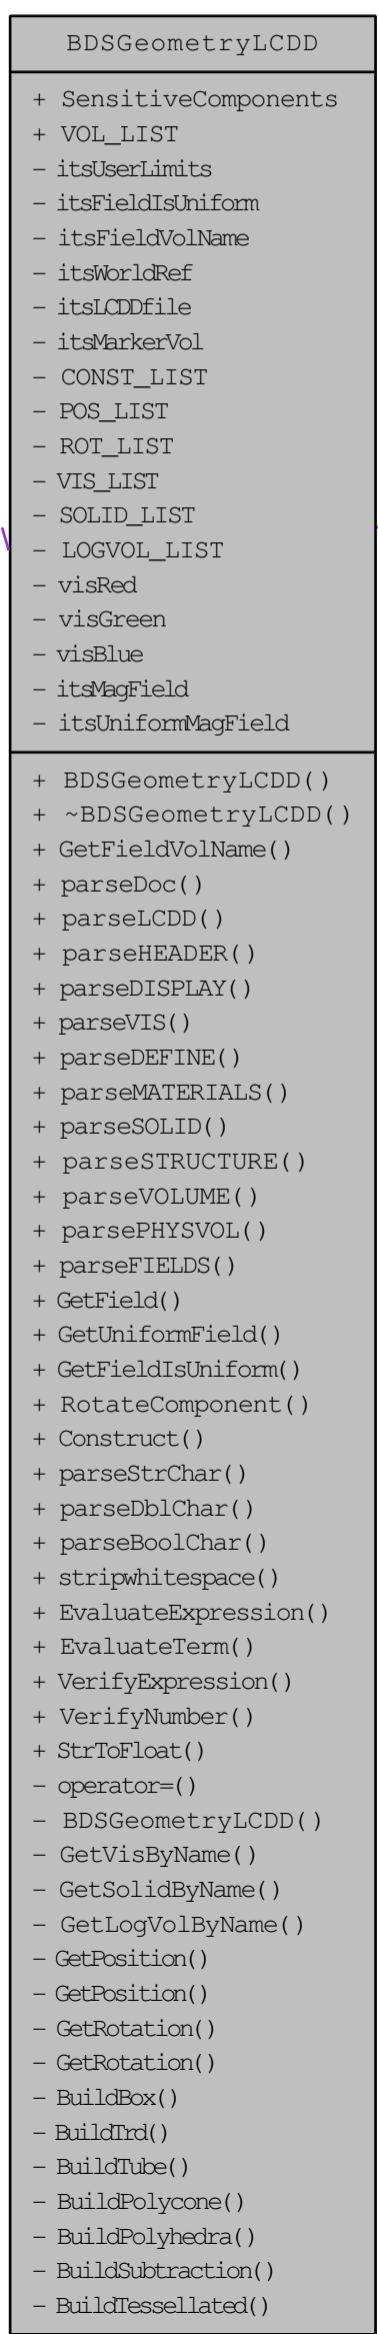 BDSGeometryLCDD
+ SensitiveComponents
+ VOL_LIST
- itsUserLimits
- itsFieldIsUniform
- itsFieldVolName
- itsWorldRef
- itsLCDDfile
- itsMarkerVol
- CONST_LIST
- POS_LIST
- ROT_LIST
- VIS_LIST
- SOLID_LIST
- LOGVOL_LIST
- visRed
- visGreen
- visBlue
- itsMagField
- itsUniformMagField
+ BDSGeometryLCDD()
+ ~BDSGeometryLCDD()
+ GetFieldVolName()
+ parseDoc()
+ parseLCDD()
+ parseHEADER()
+ parseDISPLAY()
+ parseVIS()
+ parseDEFINE()
+ parseMATERIALS()
+ parseSOLID()
+ parseSTRUCTURE()
+ parseVOLUME()
+ parsePHYSVOL()
+ parseFIELDS()
+ GetField()
+ GetUniformField()
+ GetFieldIsUniform()
+ RotateComponent()
+ Construct()
+ parseStrChar()
+ parseDblChar()
+ parseBoolChar()
+ stripwhitespace()
+ EvaluateExpression()
+ EvaluateTerm()
+ VerifyExpression()
+ VerifyNumber()
+ StrToFloat()
- operator=()
- BDSGeometryLCDD()
- GetVisByName()
- GetSolidByName()
- GetLogVolByName()
- GetPosition()
- GetPosition()
- GetRotation()
- GetRotation()
- BuildBox()
- BuildTrd()
- BuildTube()
- BuildPolycone()
- BuildPolyhedra()
- BuildSubtraction()
- BuildTessellated()